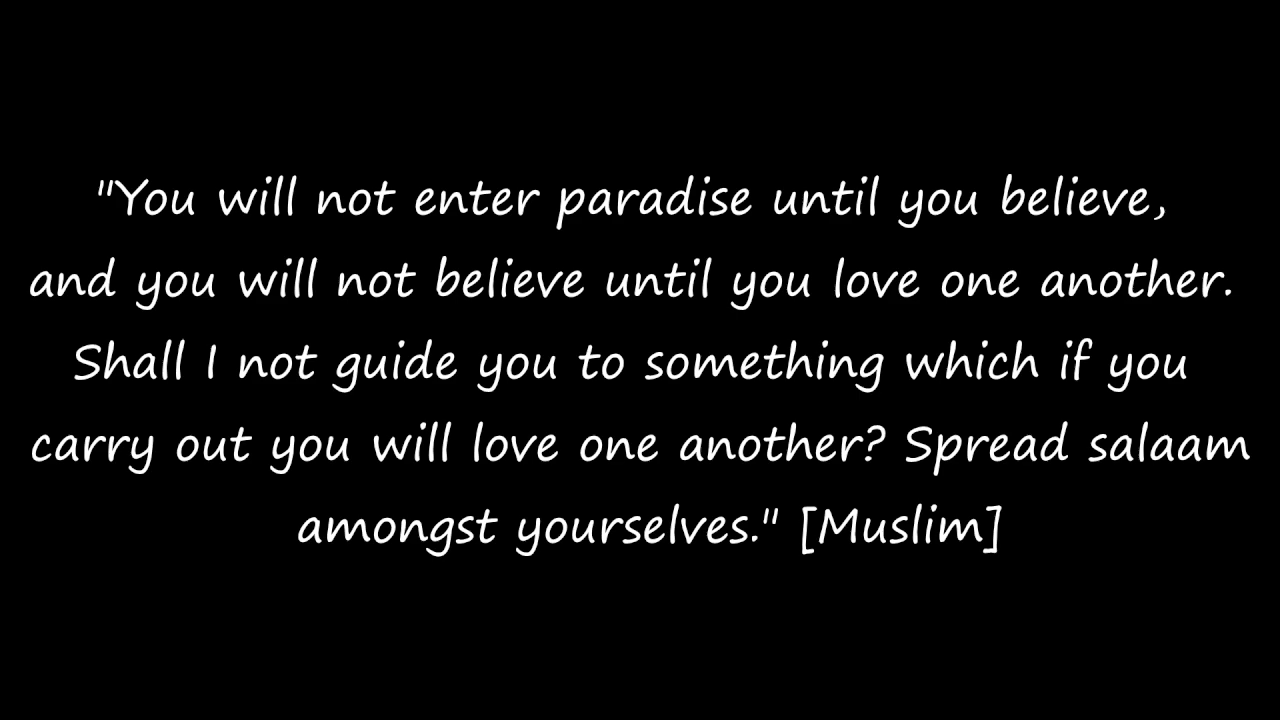 "You will not enter paradise until you believe,
and you will not believe until you love one another.
Shall I not guide you to something which if you
carry out you will love one another? Spread salaam
amongst yourselves." [Muslim]